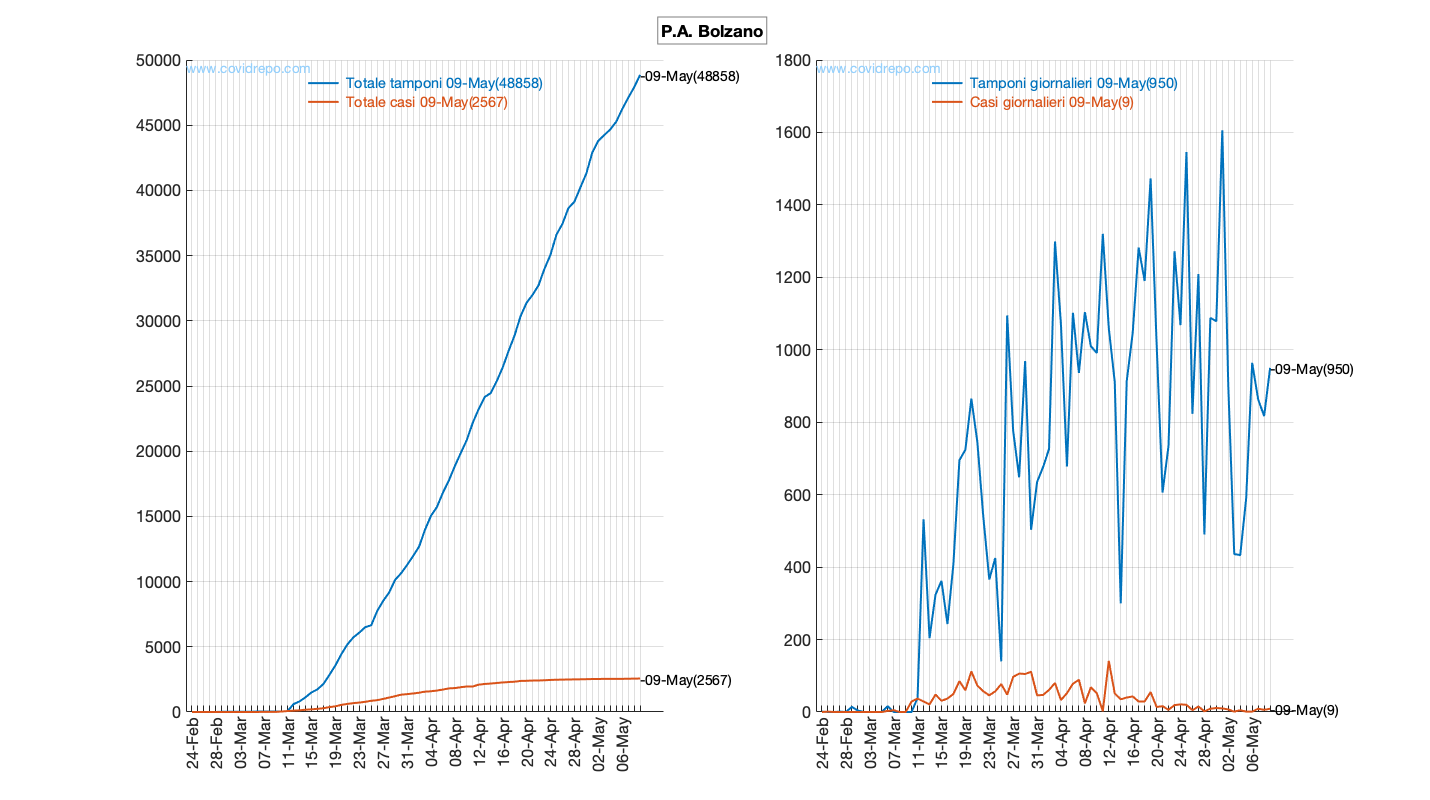 P.A. Bolzano
www.covidrepo.com
Totale tamponi 09-May(48858)
Totale casi 09-May(2567)
50000
45000
40000
35000
30000
25000
20000
15000
10000
5000
0
-09-May(48858)
-09-May(2567)
24-Feb
28-Feb
03-Mar
07-Mar
11-Mar
15-Mar
19-Mar
23-Mar
27-Mar
31-Mar
04-Apr
08-Apr
12-Apr
16-Apr
20-Apr
24-Apr
28-Apr
02-May
06-May
www.covidrepo.com
Tamponi giornalieri 09-May(950)
Casi giornalieri 09-May(9)
1800
1600
1400
1200
1000
800
600
400
200
0
-09-May(950)
-09-May(9)
24-Feb
28-Feb
03-Mar
07-Mar
11-Mar
15-Mar
19-Mar
23-Mar
27-Mar
31-Mar
04-Apr
08-Apr
12-Apr
16-Apr
20-Apr
24-Apr
28-Apr
02-May
06-May